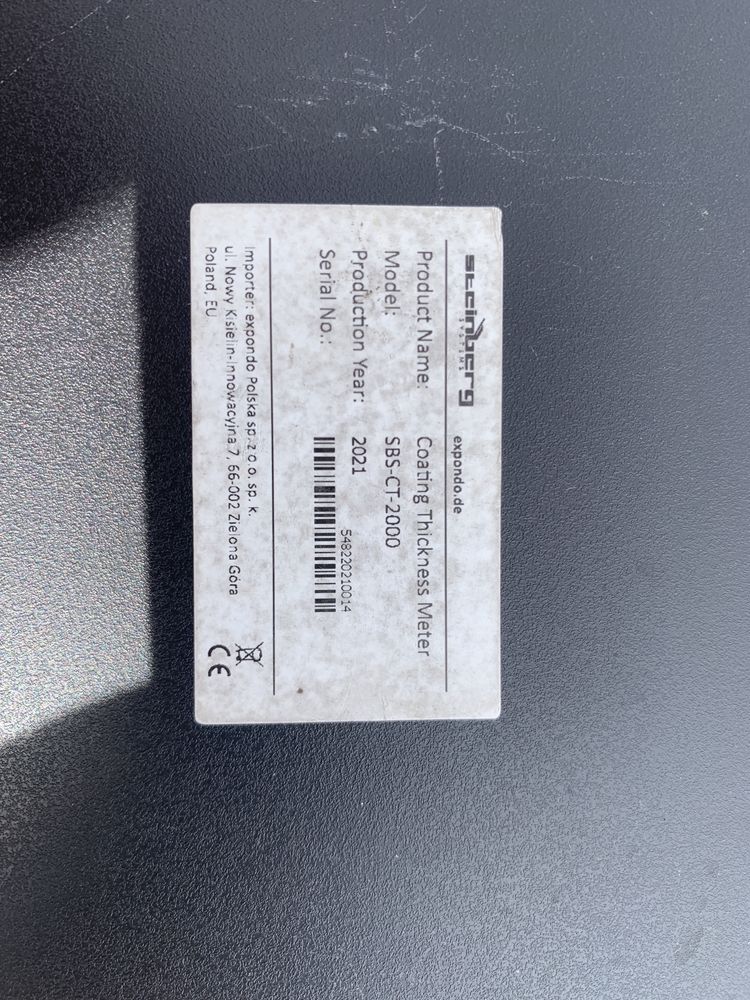 steinberg
SYSTEMS
expondo.de
Product Name: Coating Thickness Meter
Model: SBS-CT-2000
Production Year: 2021
Serial No.:
548220210014
Importer: expondo Polska sp. z o.o. sp. k.
ul. Nowy Kisielin-Innowacyjna 7, 66-002 Zielona Góra
Poland, EU
CE